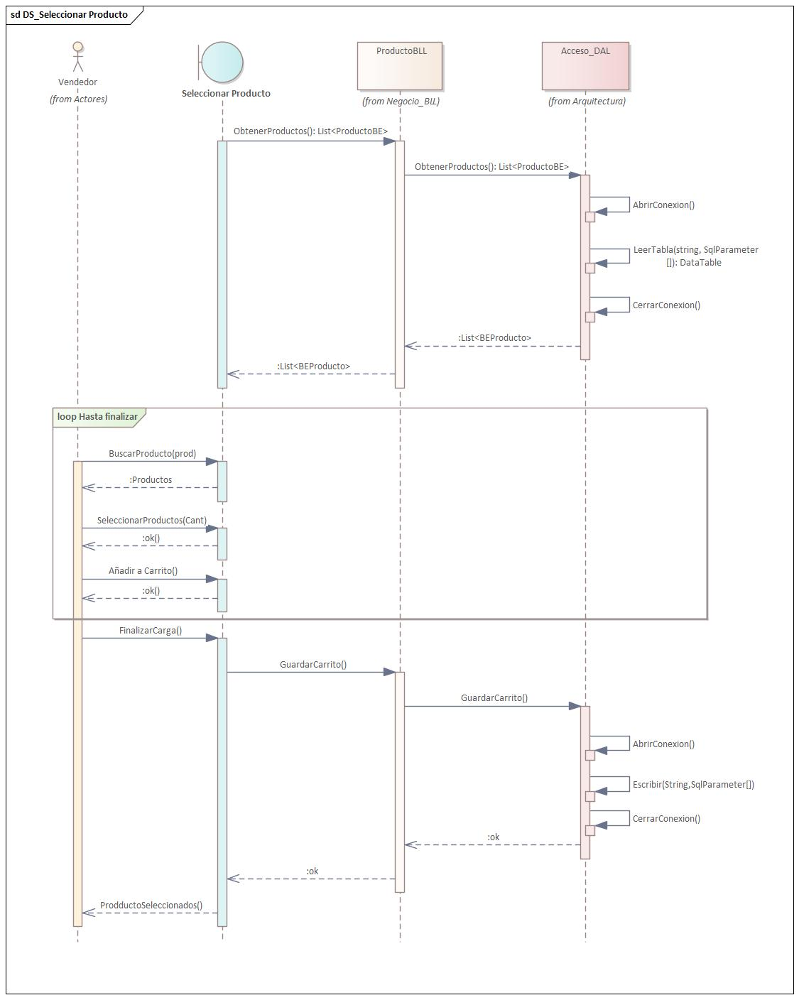 sd DS_Seleccionar Producto
Vendedor
(from Actores)
Seleccionar Producto
ProductoBLL
(from Negocio_BLL)
Acceso_DAL
(from Arquitectura)
ObtenerProductos(): List<ProductoBE>
ObtenerProductos(): List<ProductoBE>
AbrirConexion()
LeerTabla(string, SqlParameter
[]): DataTable
CerrarConexion()
:List<BEProducto>
:List<BEProducto>
loop Hasta finalizar
BuscarProducto(prod)
:Productos
SeleccionarProductos(Cant)
:ok()
Añadir a Carrito()
:ok()
FinalizarCarga()
GuardarCarrito()
GuardarCarrito()
AbrirConexion()
Escribir(String,SqlParameter[])
CerrarConexion()
:ok
:ok
ProdductoSeleccionados()